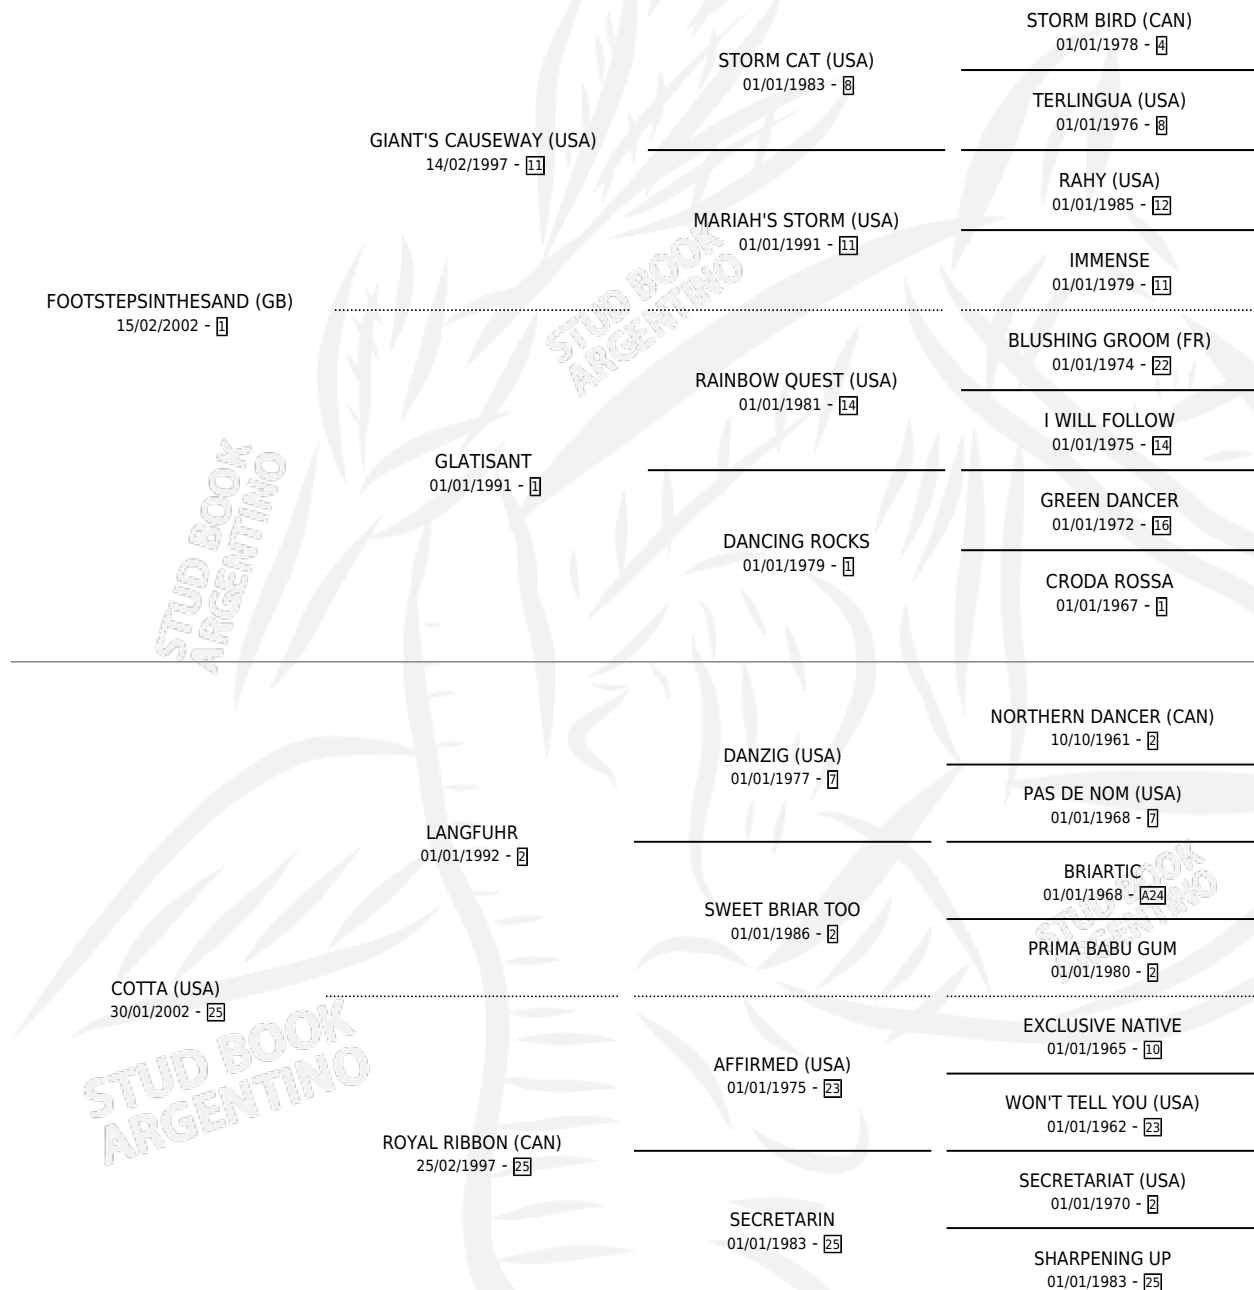 STORM BIRD (CAN)
01/01/1978 - 4
STORM CAT (USA)
01/01/1983 - 8
TERLINGUA (USA)
01/01/1976 - 8
GIANT'S CAUSEWAY (USA)
14/02/1997 - 11
RAHY (USA)
01/01/1985 - 12
MARIAH'S STORM (USA)
01/01/1991 - 11
IMMENSE
01/01/1979 - 11
FOOTSTEPSINTHESAND (GB)
15/02/2002 - 1
BLUSHING GROOM (FR)
01/01/1974 - 22
RAINBOW QUEST (USA)
01/01/1981 - 14
I WILL FOLLOW
01/01/1975 - 14
GLATISANT
01/01/1991 - 1
GREEN DANCER
01/01/1972 - 16
DANCING ROCKS
01/01/1979 - 1
CRODA ROSSA
01/01/1967 - 1
NORTHERN DANCER (CAN)
10/10/1961 - 2
DANZIG (USA)
01/01/1977 - 7
PAS DE NOM (USA)
01/01/1968 - 7
LANGFUHR
01/01/1992 - 2
BRIARTIC
01/01/1968 - A24
SWEET BRIAR TOO
01/01/1986 - 2
PRIMA BABU GUM
01/01/1980 - 2
COTTA (USA)
30/01/2002 - 25
EXCLUSIVE NATIVE
01/01/1965 - 10
AFFIRMED (USA)
01/01/1975 - 23
WON'T TELL YOU (USA)
01/01/1962 - 23
ROYAL RIBBON (CAN)
25/02/1997 - 25
SECRETARIAT (USA)
01/01/1970 - 2
SECRETARIN
01/01/1983 - 25
SHARPENING UP
01/01/1983 - 25
STUD BOOK
ARGENTINO
STUD BOOK
ARGENTINO
STUD BOOK
ARGENTINO
STUD BOOK
ARGENTINO